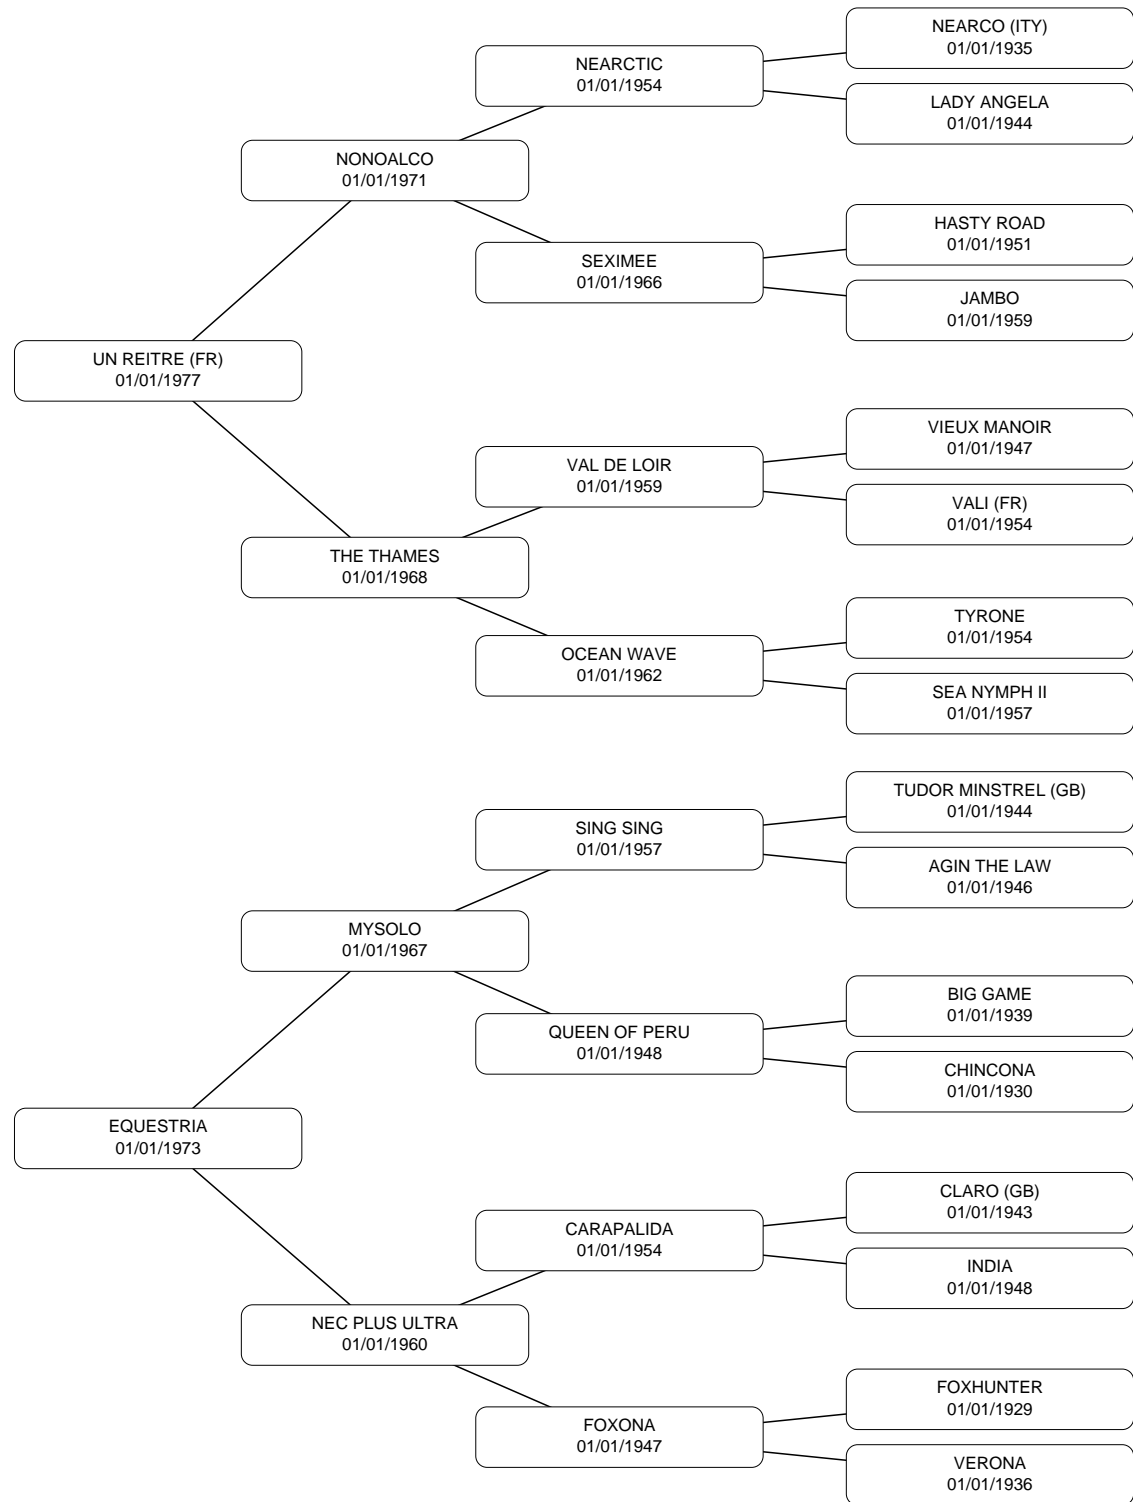 NEARCO (ITY)
01/01/1935
NEARCTIC
01/01/1954
LADY ANGELA
01/01/1944
NONOALCO
01/01/1971
HASTY ROAD
01/01/1951
SEXIMEE
01/01/1966
JAMBO
01/01/1959
UN REITRE (FR)
01/01/1977
VIEUX MANOIR
01/01/1947
VAL DE LOIR
01/01/1959
VALI (FR)
01/01/1954
THE THAMES
01/01/1968
TYRONE
01/01/1954
OCEAN WAVE
01/01/1962
SEA NYMPH II
01/01/1957
TUDOR MINSTREL (GB)
01/01/1944
SING SING
01/01/1957
AGIN THE LAW
01/01/1946
MYSOLO
01/01/1967
BIG GAME
01/01/1939
QUEEN OF PERU
01/01/1948
CHINCONA
01/01/1930
EQUESTRIA
01/01/1973
CLARO (GB)
01/01/1943
CARAPALIDA
01/01/1954
INDIA
01/01/1948
NEC PLUS ULTRA
01/01/1960
FOXHUNTER
01/01/1929
FOXONA
01/01/1947
VERONA
01/01/1936